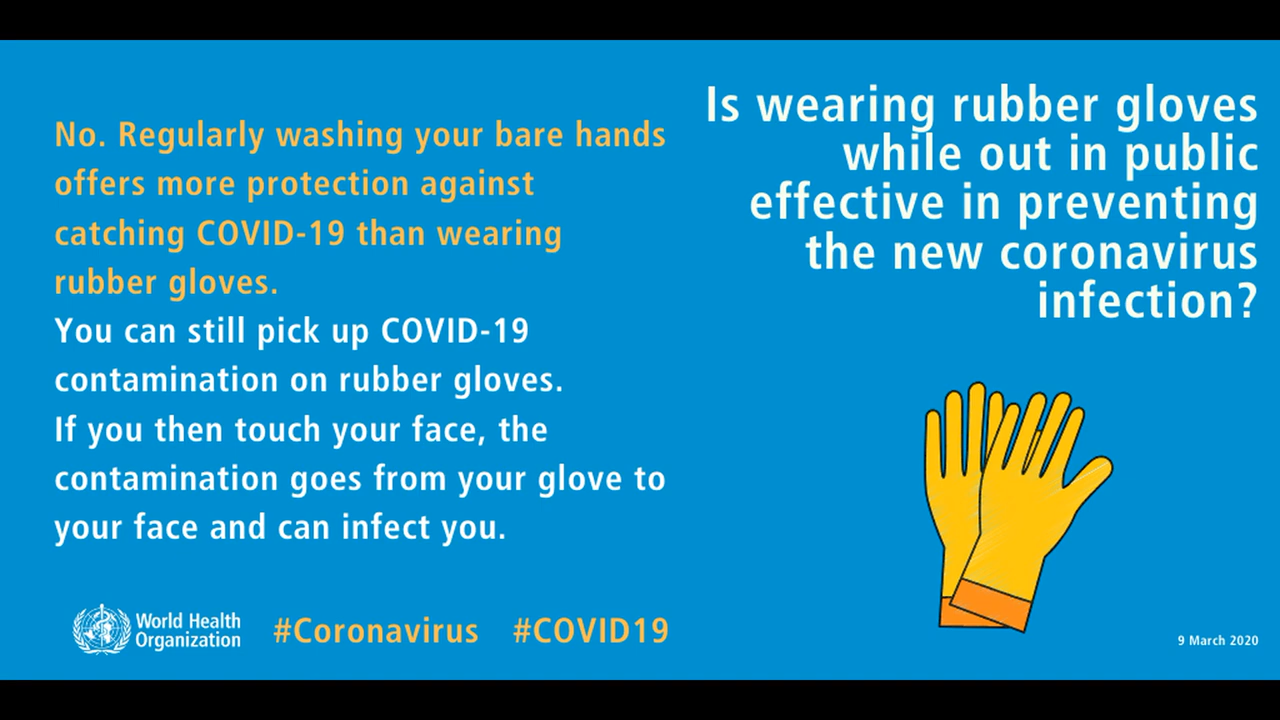 Is wearing rubber gloves
while out in public
effective in preventing
the new coronavirus
infection?
No. Regularly washing your bare hands
offers more protection against
catching COVID-19 than wearing
rubber gloves.
You can still pick up COVID-19
contamination on rubber gloves.
If you then touch your face, the
contamination goes from your glove to
your face and can infect you.
World Health
Organization
#Coronavirus #COVID19
9 March 2020